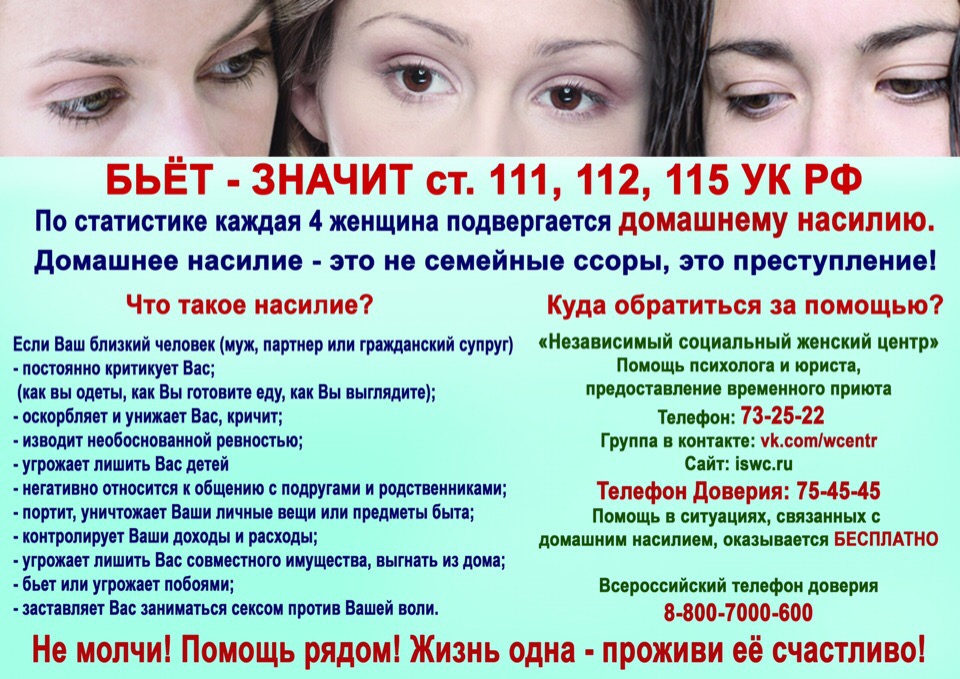 БЬЁТ - ЗНАЧИТ ст. 111, 112, 115 УК РФ
По статистике каждая 4 женщина подвергается домашнему насилию.
Домашнее насилие - это не семейные ссоры, это преступление!
Что такое насилие?
Если Ваш близкий человек (муж, партнер или гражданский супруг)
- постоянно критикует Вас;
(как вы одеты, как Вы готовите еду, как Вы выглядите);
- оскорбляет и унижает Вас, кричит;
- изводит необоснованной ревностью;
- угрожает лишить Вас детей
- негативно относится к общению с подругами и родственниками;
- портит, уничтожает Ваши личные вещи или предметы быта;
- контролирует Ваши доходы и расходы;
- угрожает лишить Вас совместного имущества, выгнать из дома;
- бьет или угрожает побоями;
- заставляет Вас заниматься сексом против Вашей воли.
Куда обратиться за помощью?
«Независимый социальный женский центр»
Помощь психолога и юриста,
предоставление временного приюта
Телефон: 73-25-22
Группа в контакте: vk.com/wcentr
Сайт: iswc.ru
Телефон Доверия: 75-45-45
Помощь в ситуациях, связанных с
домашним насилием, оказывается БЕСПЛАТНО
Всероссийский телефон доверия
8-800-7000-600
Не молчи! Помощь рядом! Жизнь одна - проживи её счастливо!